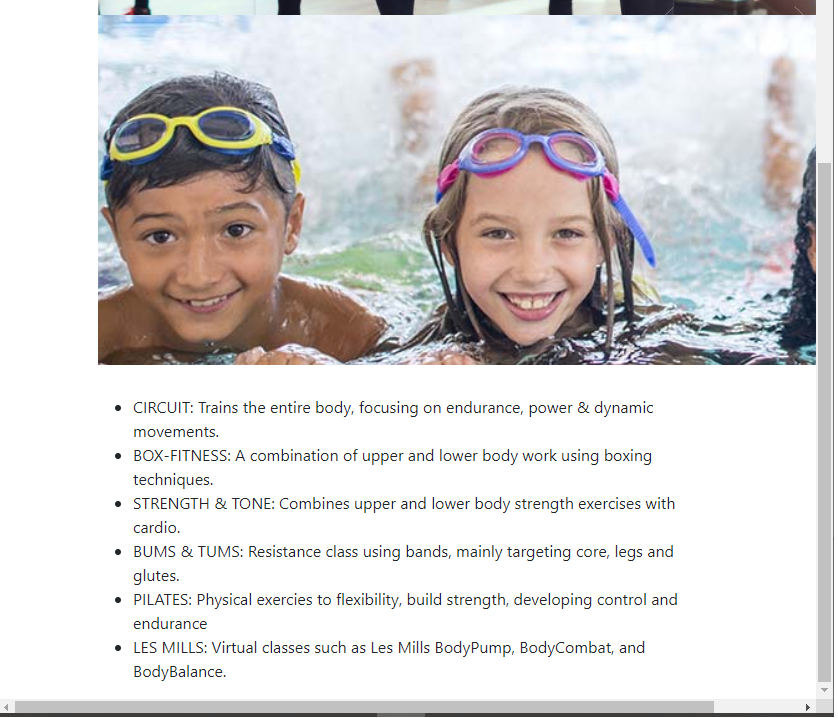 CIRCUIT: Trains the entire body, focusing on endurance, power & dynamic
movements.
BOX-FITNESS: A combination of upper and lower body work using boxing
techniques.
STRENGTH & TONE: Combines upper and lower body strength exercises with
cardio.
BUMS & TUMS: Resistance class using bands, mainly targeting core, legs and
glutes.
PILATES: Physical exercies to flexibility, build strength, developing control and
endurance
LES MILLS: Virtual classes such as Les Mills BodyPump, BodyCombat, and
BodyBalance.